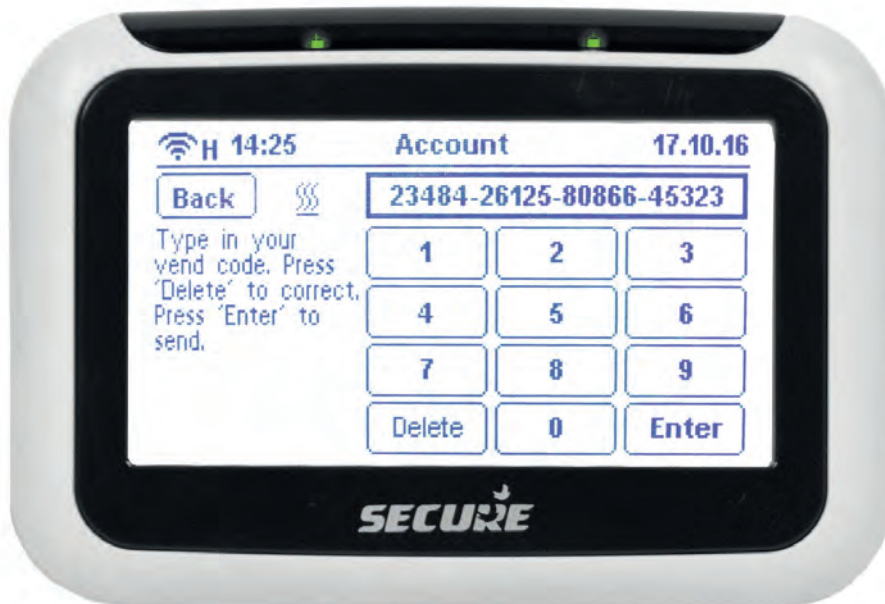 H 14:25 Account 17.10.16
Back 23484-26125-80866-45323
Type in your
vend code. Press
'Delete' to correct.
Press 'Enter' to
send.
1 2 3
4 5 6
7 8 9
Delete 0 Enter
SECURE